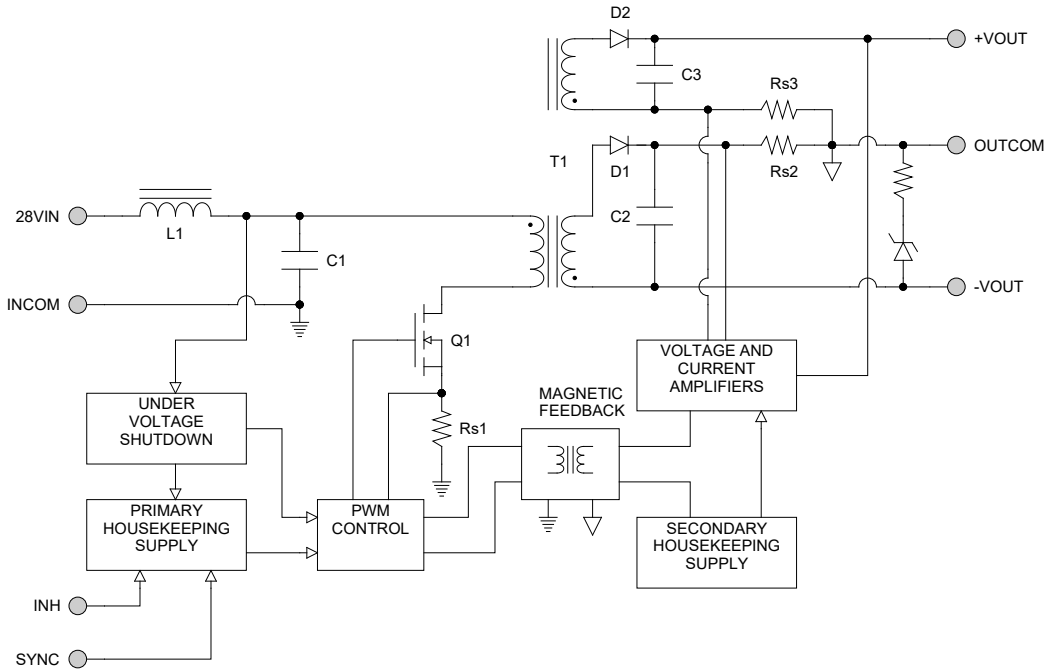 D2
+VOUT
C3
Rs3
OUTCOM
T1
D1
Rs2
28VIN
L1
C2
C1
INCOM
-VOUT
Q1
VOLTAGE AND
CURRENT
AMPLIFIERS
MAGNETIC
FEEDBACK
UNDER
VOLTAGE
SHUTDOWN
Rs1
PRIMARY
HOUSEKEEPING
SUPPLY
PWM
CONTROL
SECONDARY
HOUSEKEEPING
SUPPLY
INH
SYNC